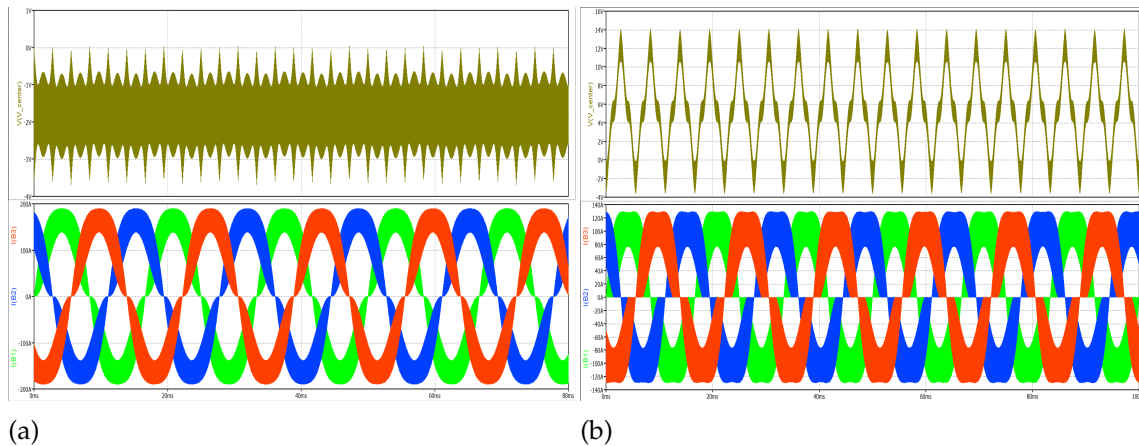 1V
0V
-1V
-2V
-3V
-4V
V(V_center)
200A
100A
0A
-100A
-200A
I(B3)
I(B2)
I(B1)
0ms 20ms 40ms 60ms 80ms
16V
14V
12V
10V
8V
6V
4V
2V
0V
-2V
-4V
V(V_center)
140A
120A
100A
80A
60A
40A
20A
0A
-20A
-40A
-60A
-80A
-100A
-120A
-140A
I(B3)
I(B2)
I(B1)
0ms 20ms 40ms 60ms 80ms
(a) (b)